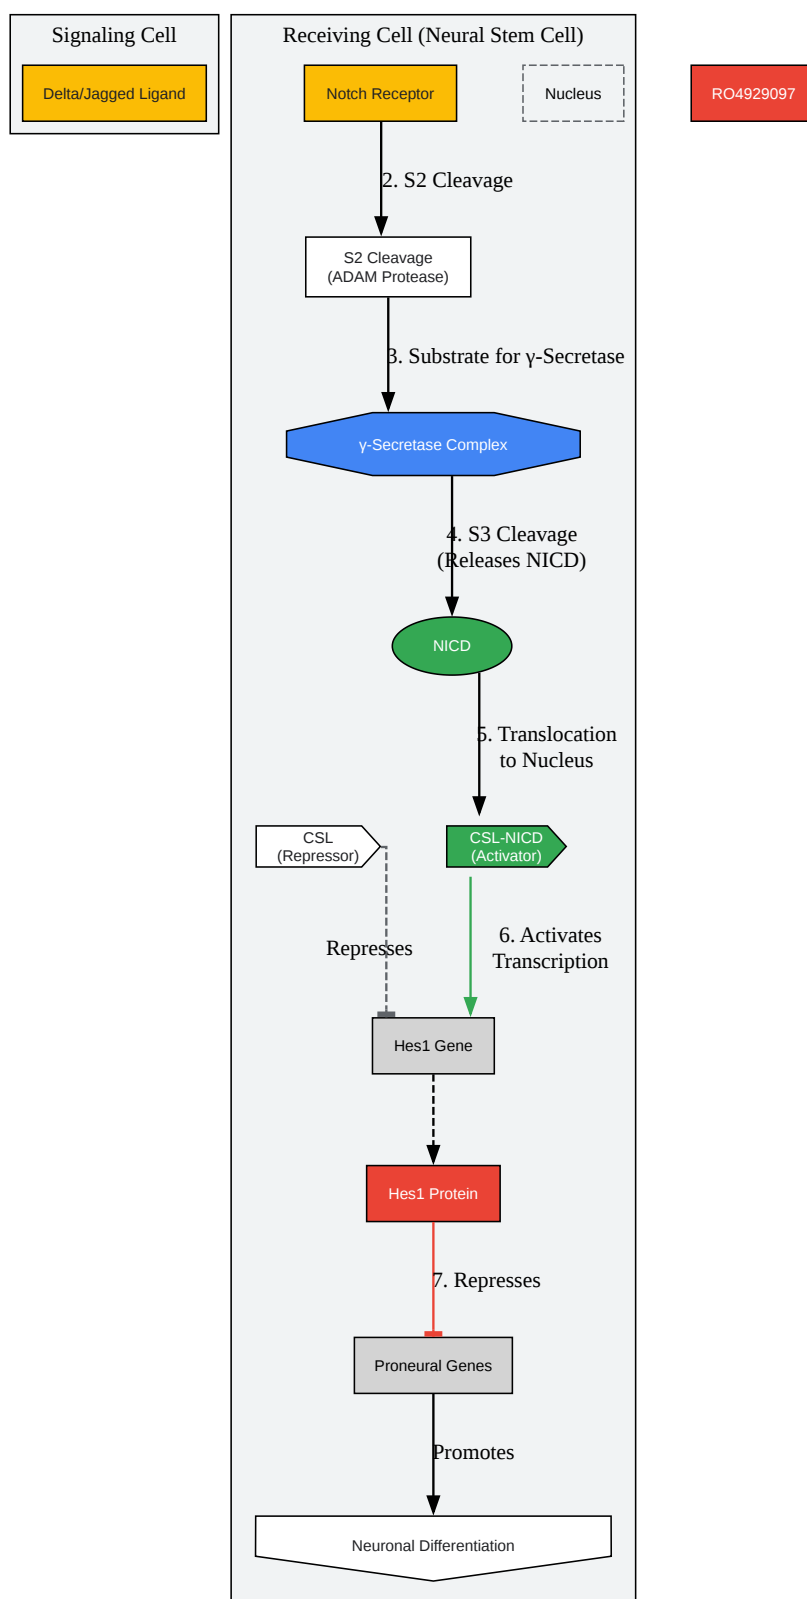 Signaling Cell
Receiving Cell (Neural Stem Cell)
Delta/Jagged Ligand
Notch Receptor
Nucleus
RO4929097
2. S2 Cleavage
S2 Cleavage
(ADAM Protease)
3. Substrate for γ-Secretase
γ-Secretase Complex
4. S3 Cleavage
(Releases NICD)
NICD
5. Translocation
to Nucleus
CSL
(Repressor)
CSL-NICD
(Activator)
Represses
6. Activates
Transcription
Hes1 Gene
Hes1 Protein
7. Represses
Proneural Genes
Promotes
Neuronal Differentiation